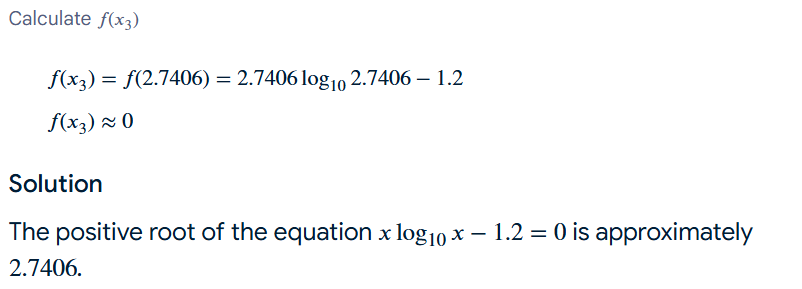 Calculate f(x₃)
f(x₃) = f(2.7406) = 2.7406 log₁₀ 2.7406 − 1.2
f(x₃) ≈ 0
Solution
The positive root of the equation x log₁₀ x − 1.2 = 0 is approximately
2.7406.